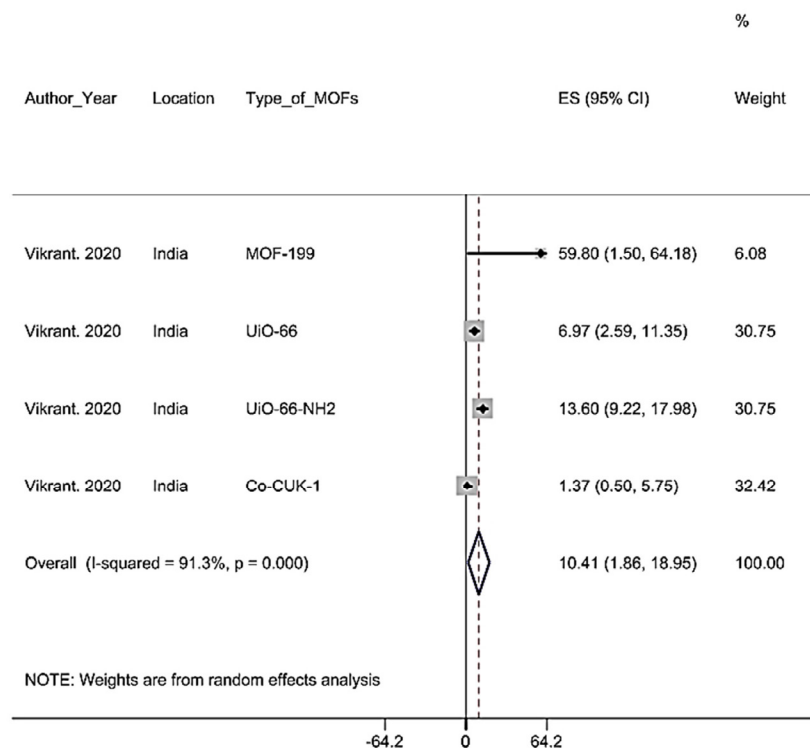 %
Author_Year Location Type_of_MOFs ES (95% CI) Weight
Vikrant. 2020 India MOF-199 59.80 (1.50, 64.18) 6.08
Vikrant. 2020 India UiO-66 6.97 (2.59, 11.35) 30.75
Vikrant. 2020 India UiO-66-NH2 13.60 (9.22, 17.98) 30.75
Vikrant. 2020 India Co-CUK-1 1.37 (0.50, 5.75) 32.42
Overall (I-squared = 91.3%, p = 0.000) 10.41 (1.86, 18.95) 100.00
NOTE: Weights are from random effects analysis
-64.2 0 64.2